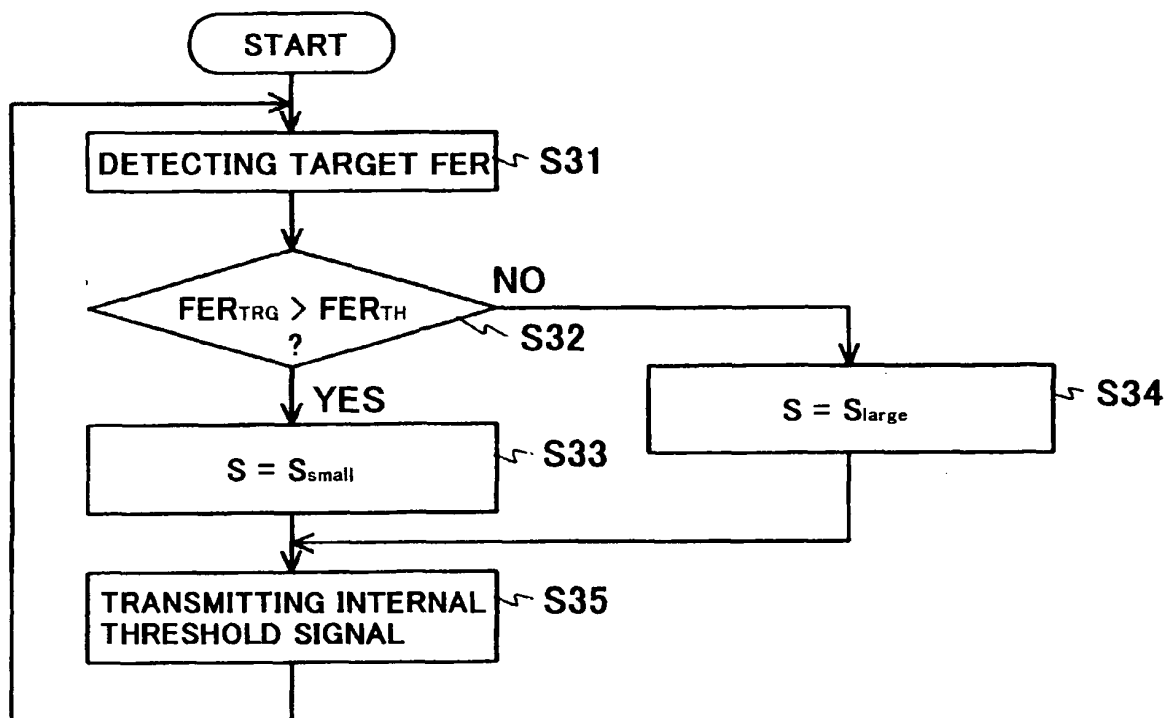 START
DETECTING TARGET FER
S31
FERTRG > FERTH
?
S32
NO
YES
S = Ssmall
S33
S = Slarge
S34
TRANSMITTING INTERNAL
THRESHOLD SIGNAL
S35